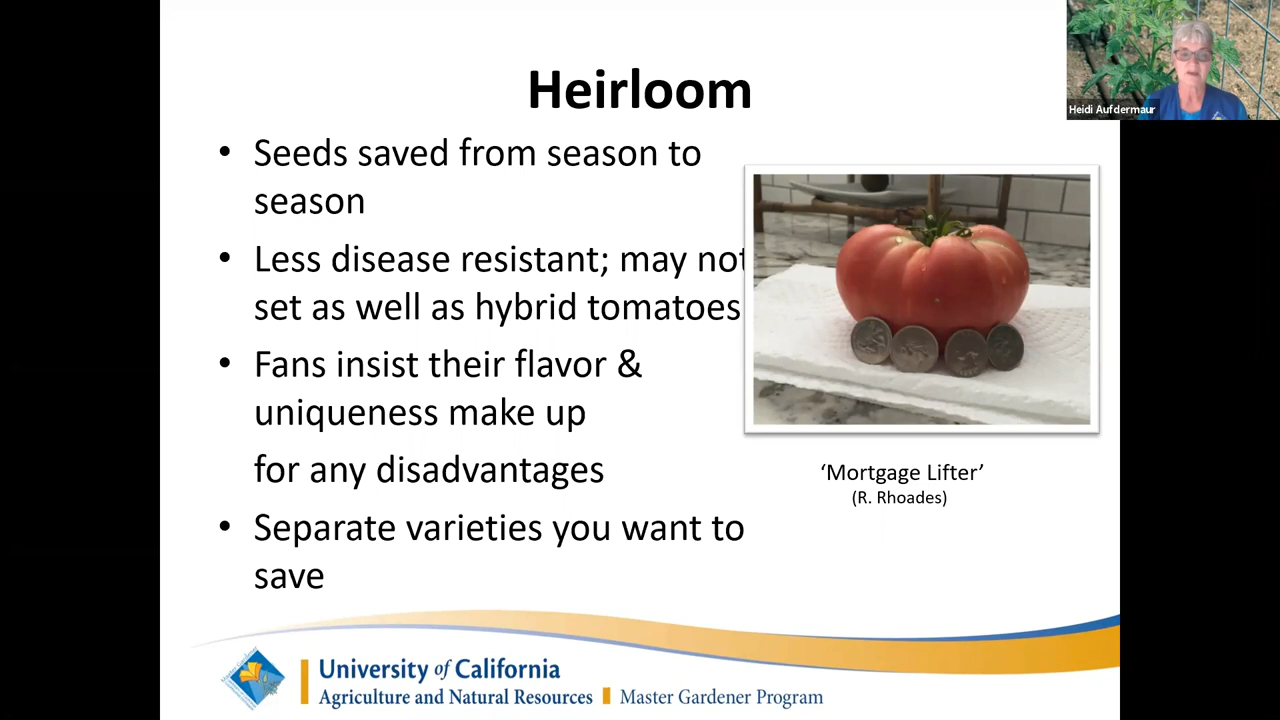 Heirloom
Heidi Aufdermaur
• Seeds saved from season to
season
• Less disease resistant; may not
set as well as hybrid tomatoes
• Fans insist their flavor &
uniqueness make up
for any disadvantages
• Separate varieties you want to
save
‘Mortgage Lifter’
(R. Rhoades)
University of California
Agriculture and Natural Resources Master Gardener Program